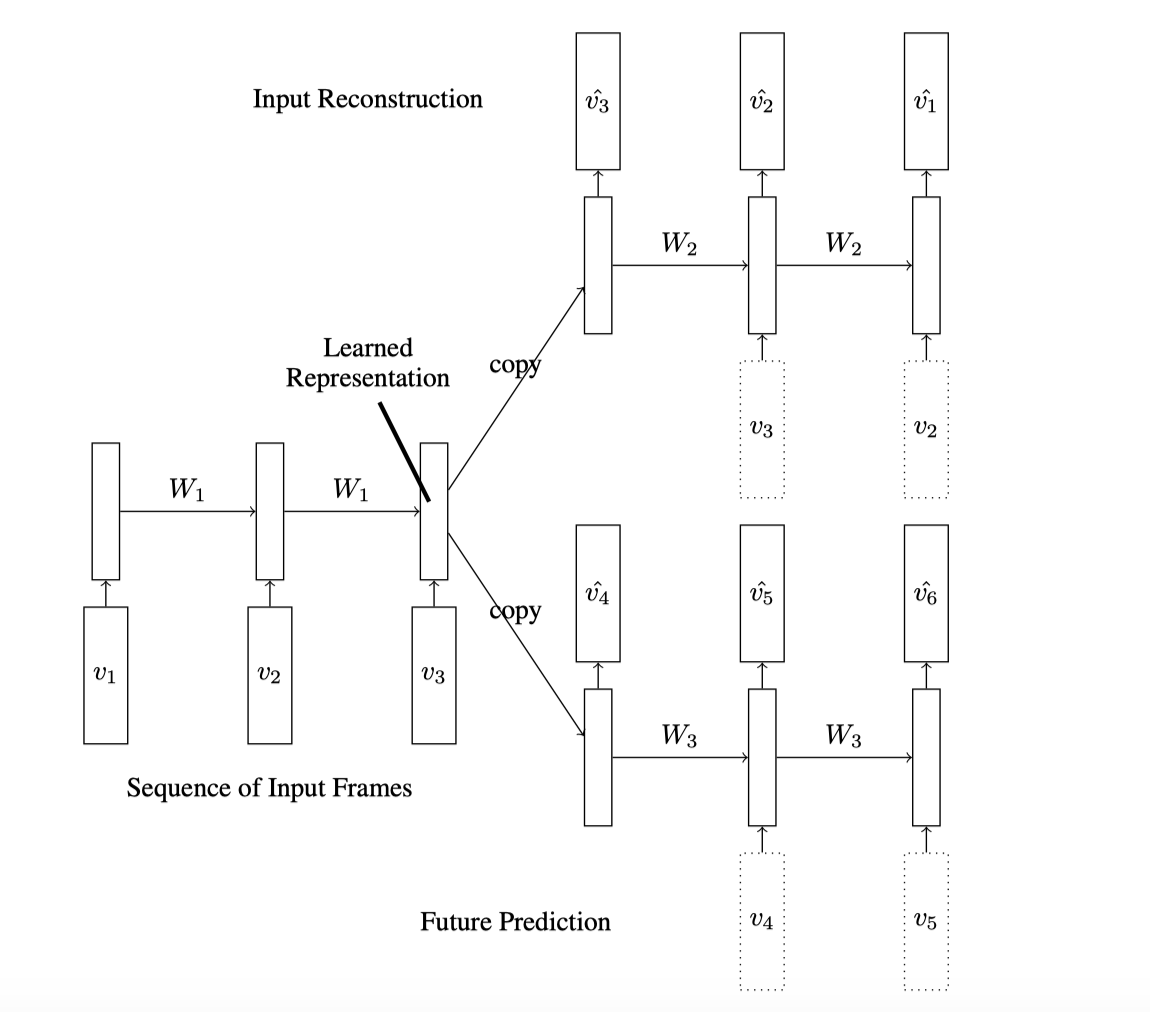 Input Reconstruction
v̂₃ v̂₂ v̂₁
W₂ W₂
Learned
Representation
copy
v₃ v₂
W₁ W₁
copy
v̂₄ v̂₅ v̂₆
v₁ v₂ v₃
W₃ W₃
Sequence of Input Frames
Future Prediction
v₄ v₅